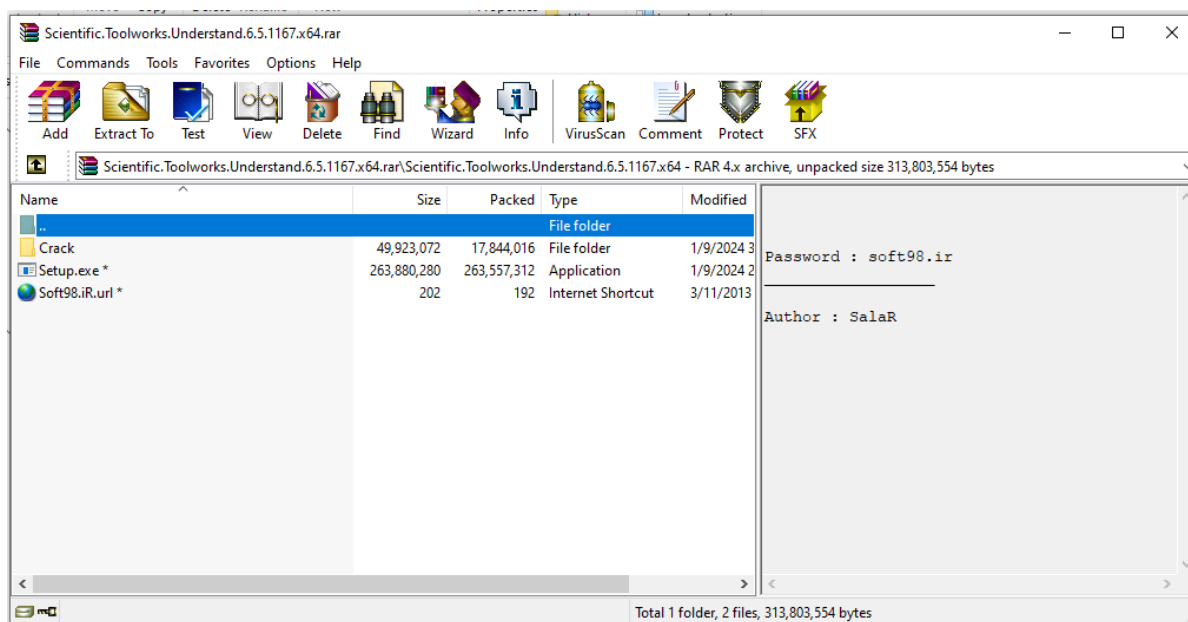 Scientific.Toolworks.Understand.6.5.1167.x64.rar
File Commands Tools Favorites Options Help
Add Extract To Test View Delete Find Wizard Info VirusScan Comment Protect SFX
Scientific.Toolworks.Understand.6.5.1167.x64.rar\Scientific.Toolworks.Understand.6.5.1167.x64 - RAR 4.x archive, unpacked size 313,803,554 bytes
Name Size Packed Type Modified
.. File folder
Crack 49,923,072 17,844,016 File folder 1/9/2024 3
Setup.exe * 263,880,280 263,557,312 Application 1/9/2024 2
Soft98.iR.url * 202 192 Internet Shortcut 3/11/2013
Password : soft98.ir
Author : SalaR
Total 1 folder, 2 files, 313,803,554 bytes